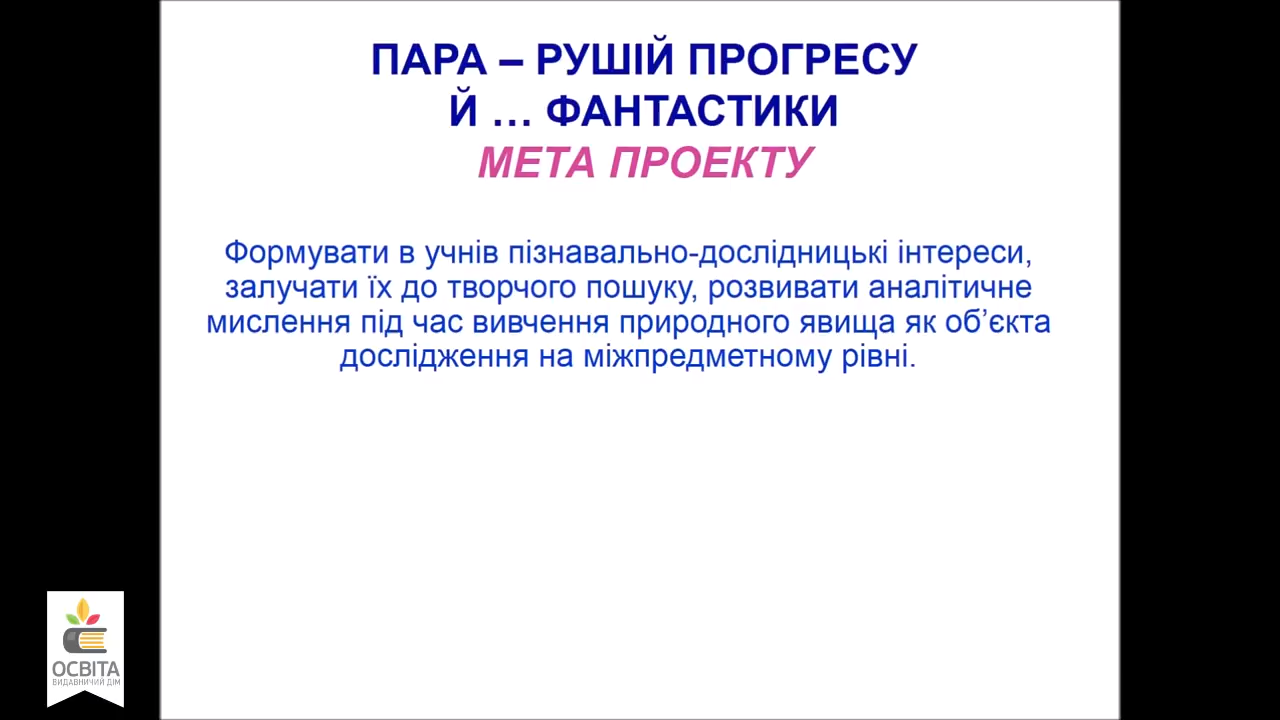 ПАРА – РУШІЙ ПРОГРЕСУ
Й … ФАНТАСТИКИ
МЕТА ПРОЕКТУ
Формувати в учнів пізнавально-дослідницькі інтереси,
залучати їх до творчого пошуку, розвивати аналітичне
мислення під час вивчення природного явища як об’єкта
дослідження на міжпредметному рівні.
ОСВІТА
ВИДАВНИЧИЙ ДІМ